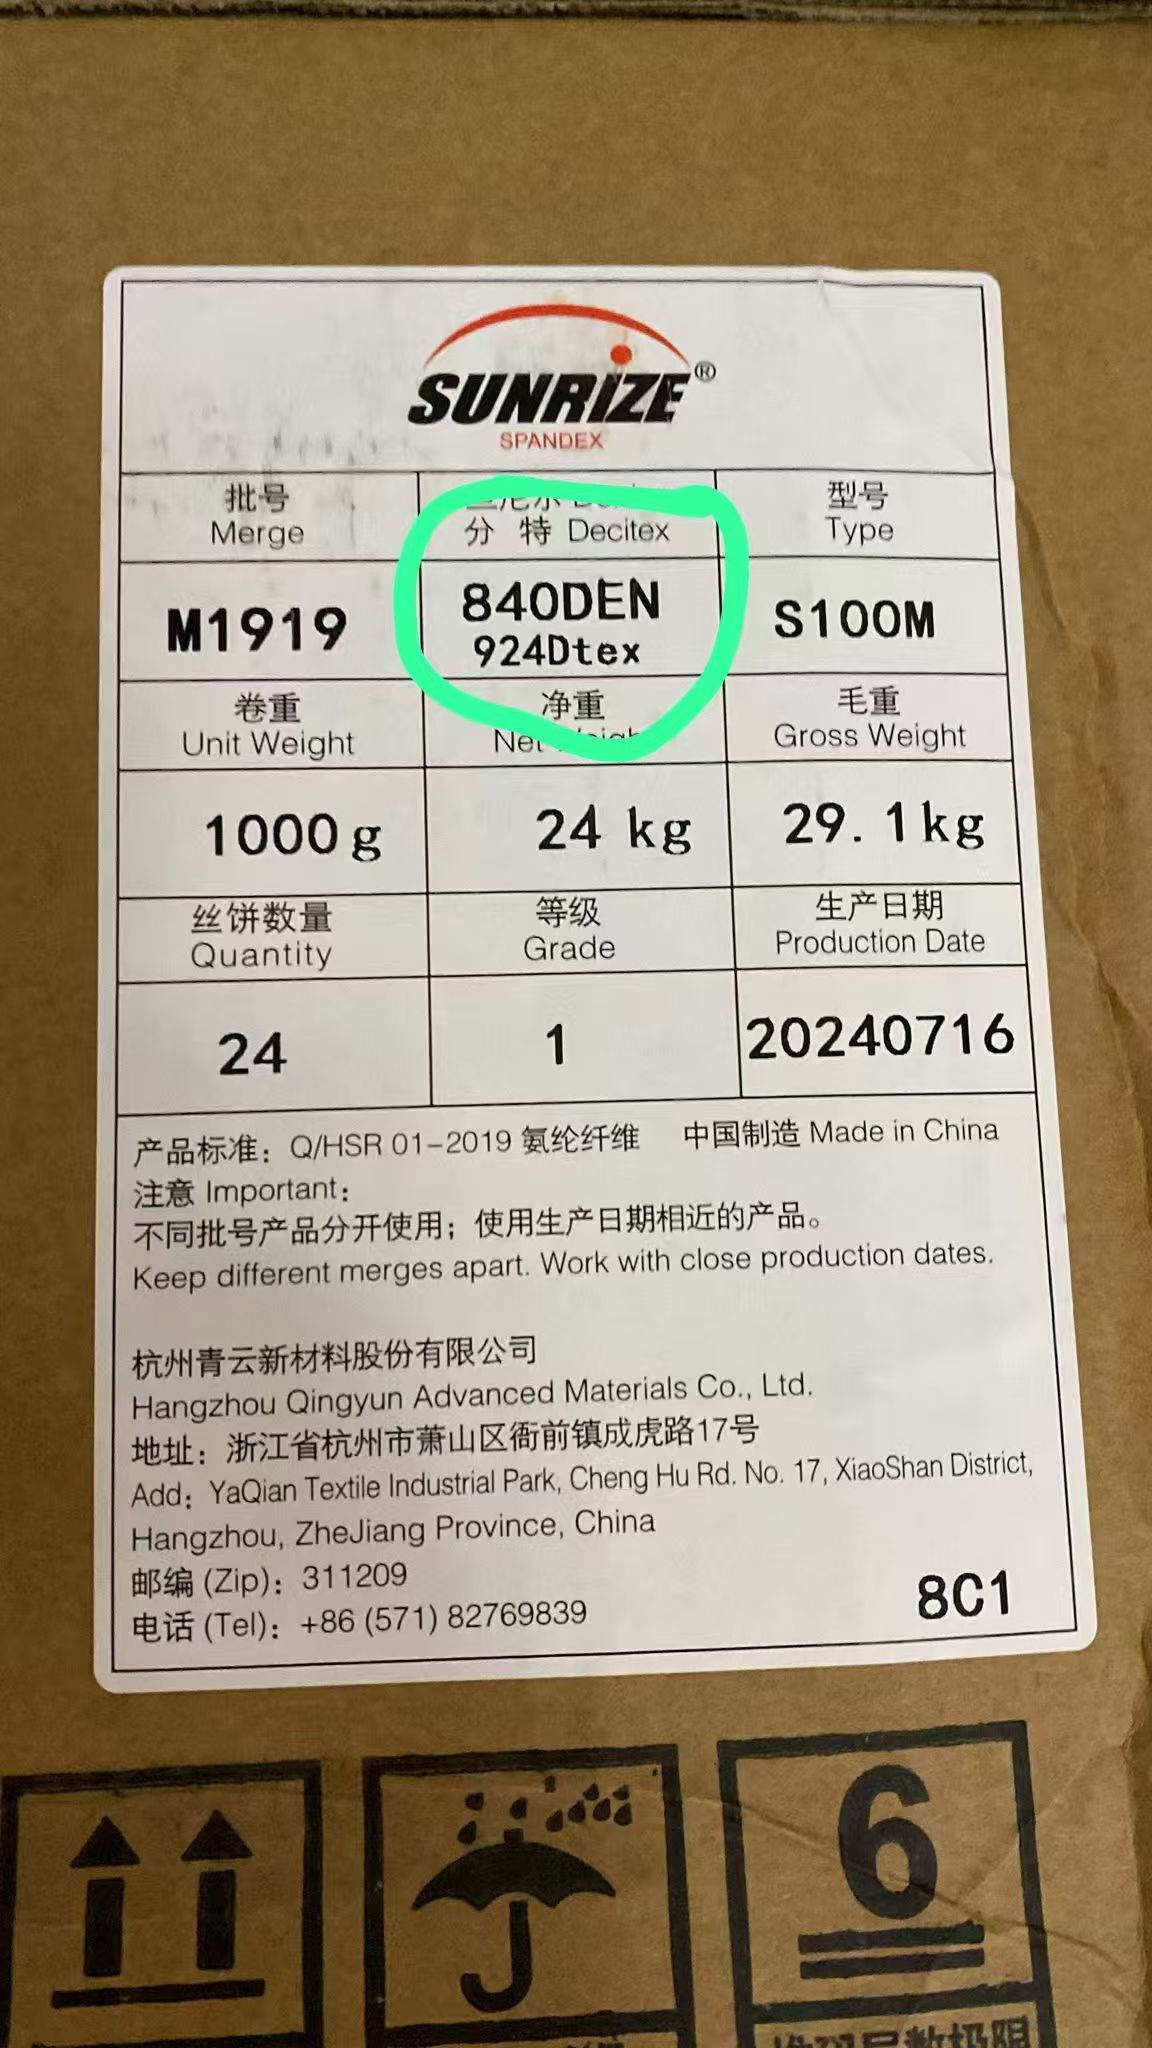 SUNRIZE®
SPANDEX
批号
Merge
分 特 Decitex
型号
Type
M1919
840DEN
924Dtex
S100M
卷重
Unit Weight
净重
Net Weight
毛重
Gross Weight
1000g
24 kg
29.1kg
丝饼数量
Quantity
等级
Grade
生产日期
Production Date
24
1
20240716
产品标准：Q/HSR 01-2019 氨纶纤维 中国制造 Made in China
注意 Important：
不同批号产品分开使用；使用生产日期相近的产品。
Keep different merges apart. Work with close production dates.
杭州青云新材料股份有限公司
Hangzhou Qingyun Advanced Materials Co., Ltd.
地址：浙江省杭州市萧山区衙前镇成虎路17号
Add：YaQian Textile Industrial Park, Cheng Hu Rd. No. 17, XiaoShan District,
Hangzhou, ZheJiang Province, China
邮编 (Zip)：311209
电话 (Tel)：+86 (571) 82769839
8C1
6